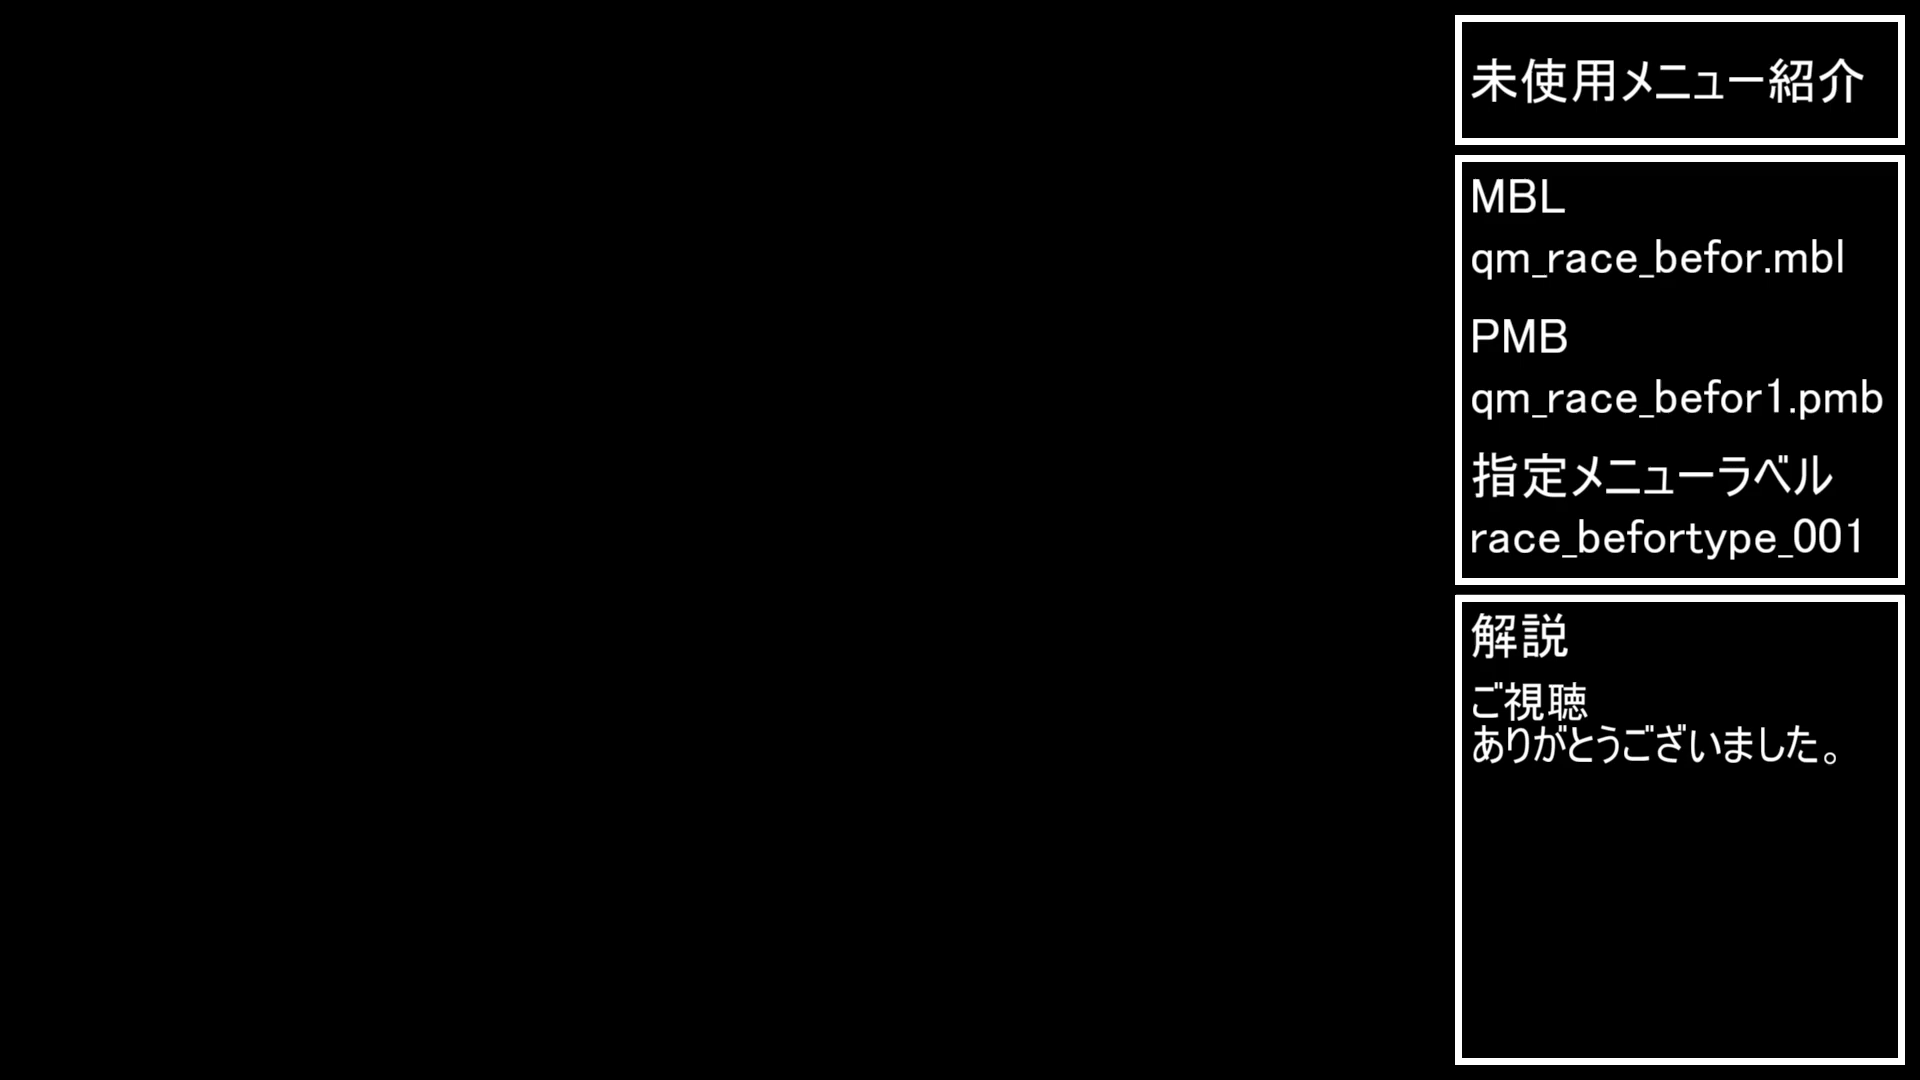 未使用メニュー紹介
MBL
qm_race_befor.mbl
PMB
qm_race_befor1.pmb
指定メニューラベル
race_befortype_001
解説
ご視聴
ありがとうございました。